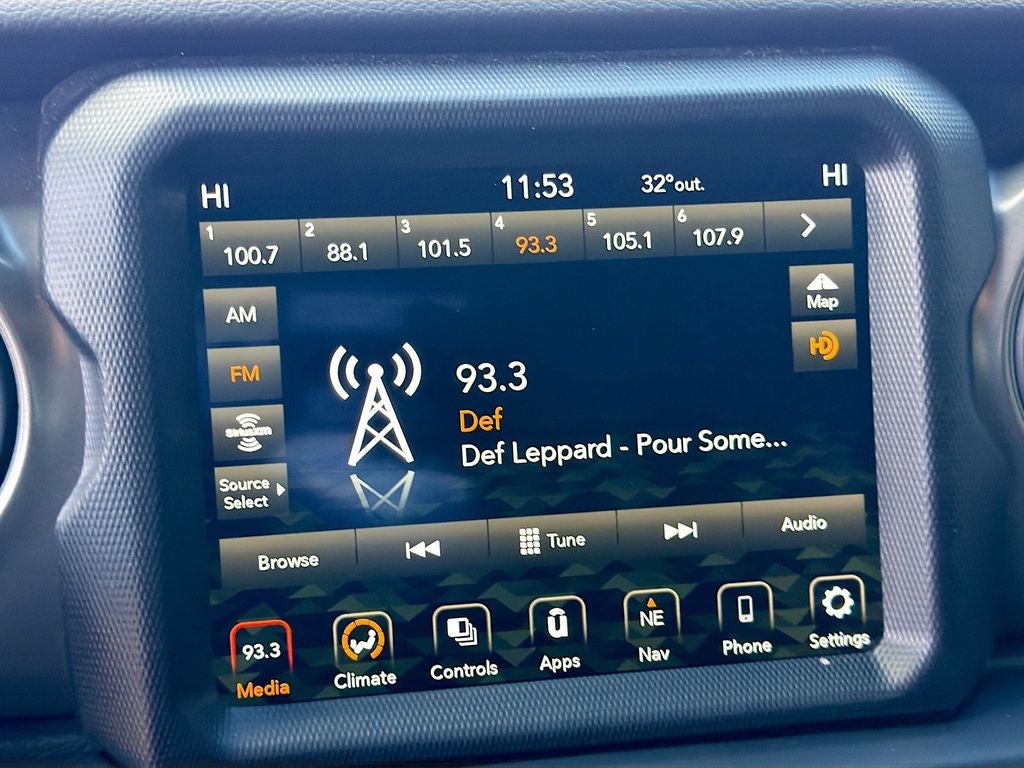 HI 11:53 32°out. HI
1 100.7 2 88.1 3 101.5 4 93.3 5 105.1 6 107.9
AM
Map
FM
HD
93.3
Def
SiriusXM
Def Leppard - Pour Some...
Source
Select
Browse Tune Audio
93.3 NE
Media Climate Controls Apps Nav Phone Settings